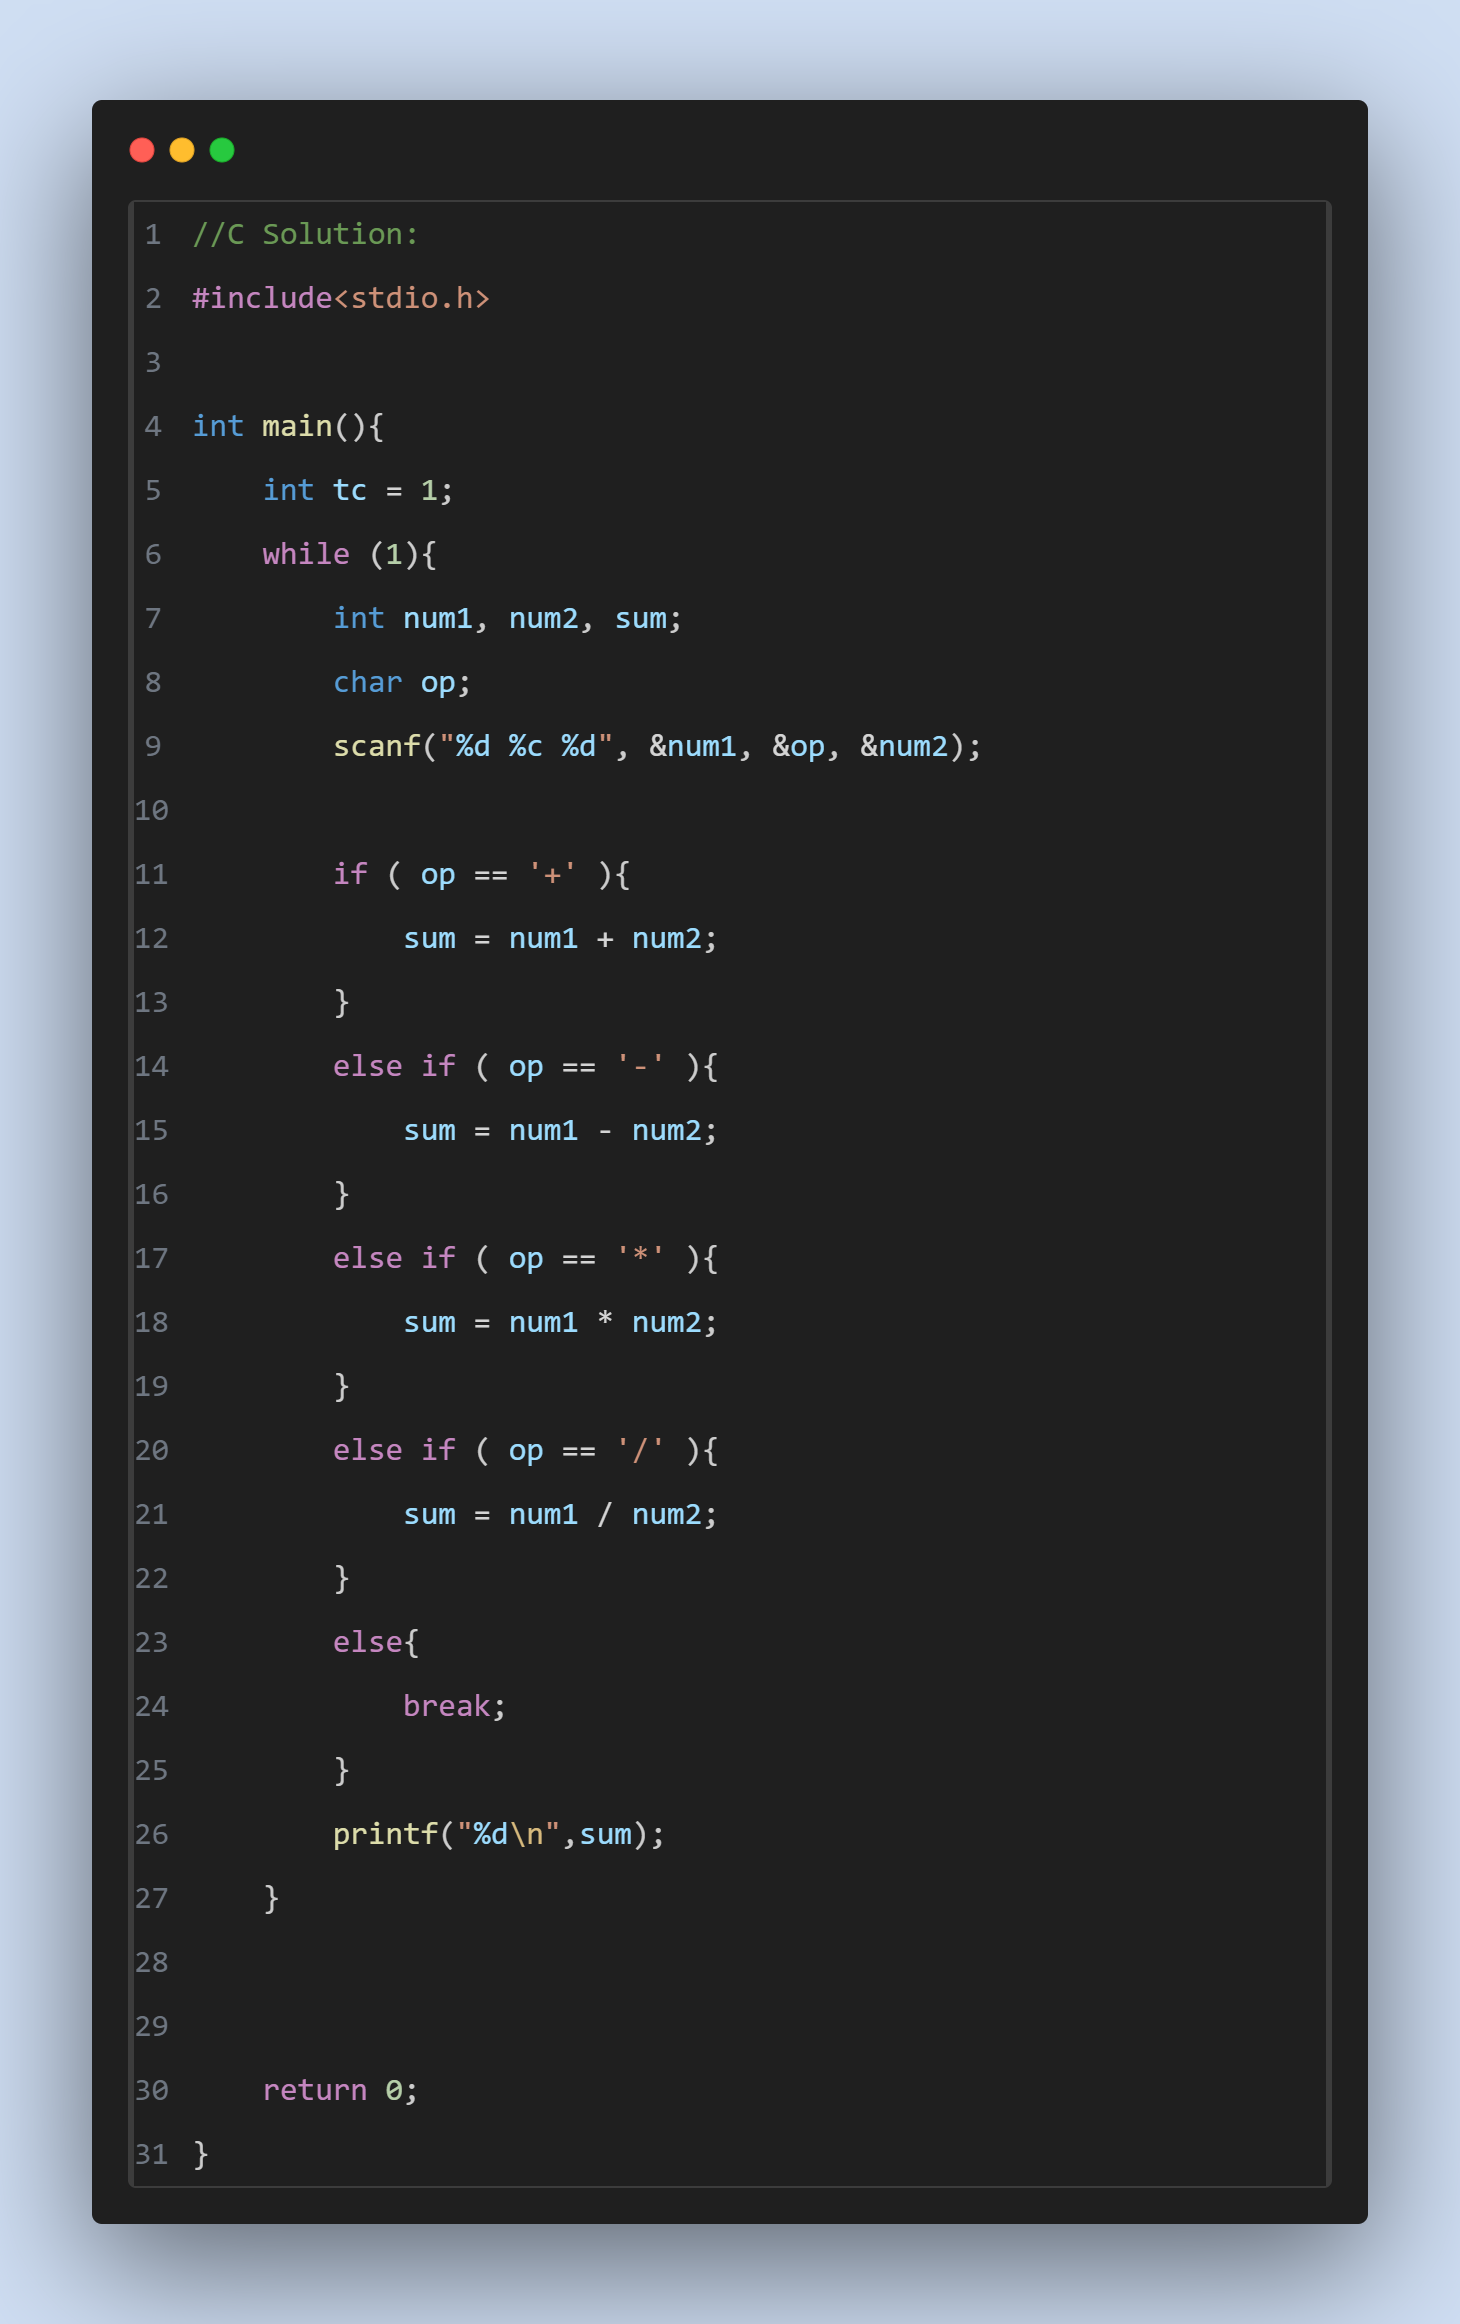 1 //C Solution:
2 #include<stdio.h>
3
4 int main(){
5     int tc = 1;
6     while (1){
7         int num1, num2, sum;
8         char op;
9         scanf("%d %c %d", &num1, &op, &num2);
10
11         if ( op == '+' ){
12             sum = num1 + num2;
13         }
14         else if ( op == '-' ){
15             sum = num1 - num2;
16         }
17         else if ( op == '*' ){
18             sum = num1 * num2;
19         }
20         else if ( op == '/' ){
21             sum = num1 / num2;
22         }
23         else{
24             break;
25         }
26         printf("%d\n",sum);
27     }
28
29
30     return 0;
31 }